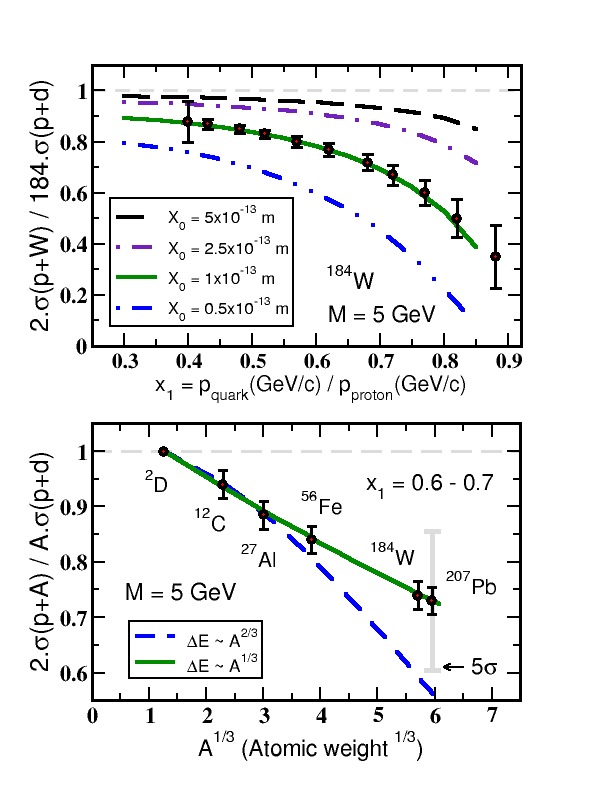 2.σ(p+W) / 184.σ(p+d)
1
0.8
0.6
0.4
0.2
0
X₀ = 5x10⁻¹³ m
X₀ = 2.5x10⁻¹³ m
X₀ = 1x10⁻¹³ m
X₀ = 0.5x10⁻¹³ m
¹⁸⁴W
M = 5 GeV
0.3 0.4 0.5 0.6 0.7 0.8 0.9
x₁ = p_quark(GeV/c) / p_proton(GeV/c)
2.σ(p+A) / A.σ(p+d)
1
0.9
0.8
0.7
0.6
²D
¹²C
²⁷Al
⁵⁶Fe
¹⁸⁴W
²⁰⁷Pb
x₁ = 0.6 - 0.7
M = 5 GeV
ΔE ~ A²/³
ΔE ~ A¹/³
5σ
0 1 2 3 4 5 6 7
A¹/³ (Atomic weight ¹/³)